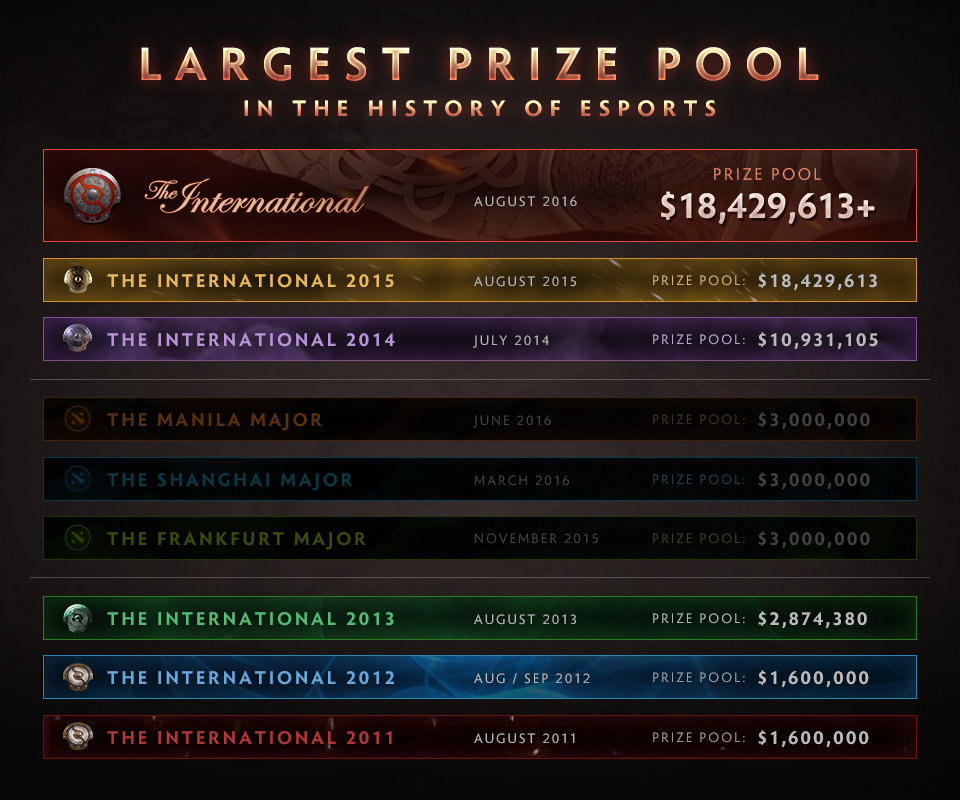 LARGEST PRIZE POOL
IN THE HISTORY OF ESPORTS
PRIZE POOL
The International AUGUST 2016 $18,429,613+
THE INTERNATIONAL 2015 AUGUST 2015 PRIZE POOL: $18,429,613
THE INTERNATIONAL 2014 JULY 2014 PRIZE POOL: $10,931,105
THE MANILA MAJOR JUNE 2016 PRIZE POOL: $3,000,000
THE SHANGHAI MAJOR MARCH 2016 PRIZE POOL: $3,000,000
THE FRANKFURT MAJOR NOVEMBER 2015 PRIZE POOL: $3,000,000
THE INTERNATIONAL 2013 AUGUST 2013 PRIZE POOL: $2,874,380
THE INTERNATIONAL 2012 AUG / SEP 2012 PRIZE POOL: $1,600,000
THE INTERNATIONAL 2011 AUGUST 2011 PRIZE POOL: $1,600,000